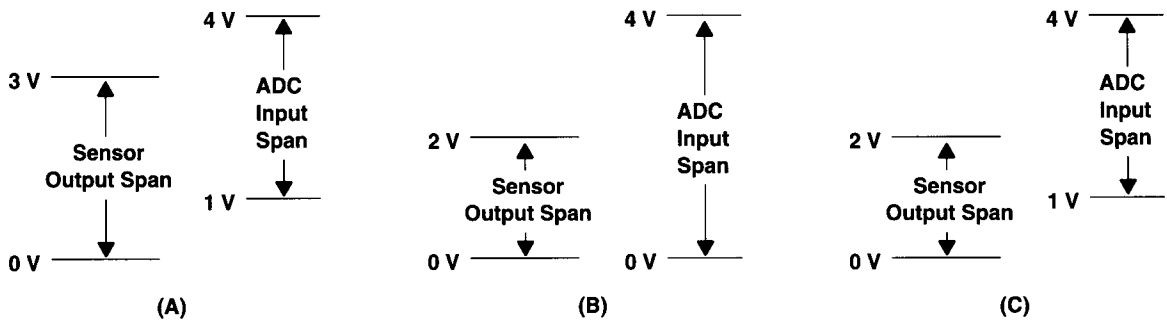 3 V
Sensor
Output Span
0 V
4 V
ADC
Input
Span
1 V
(A)
2 V
Sensor
Output Span
0 V
4 V
ADC
Input
Span
0 V
(B)
2 V
Sensor
Output Span
0 V
4 V
ADC
Input
Span
1 V
(C)